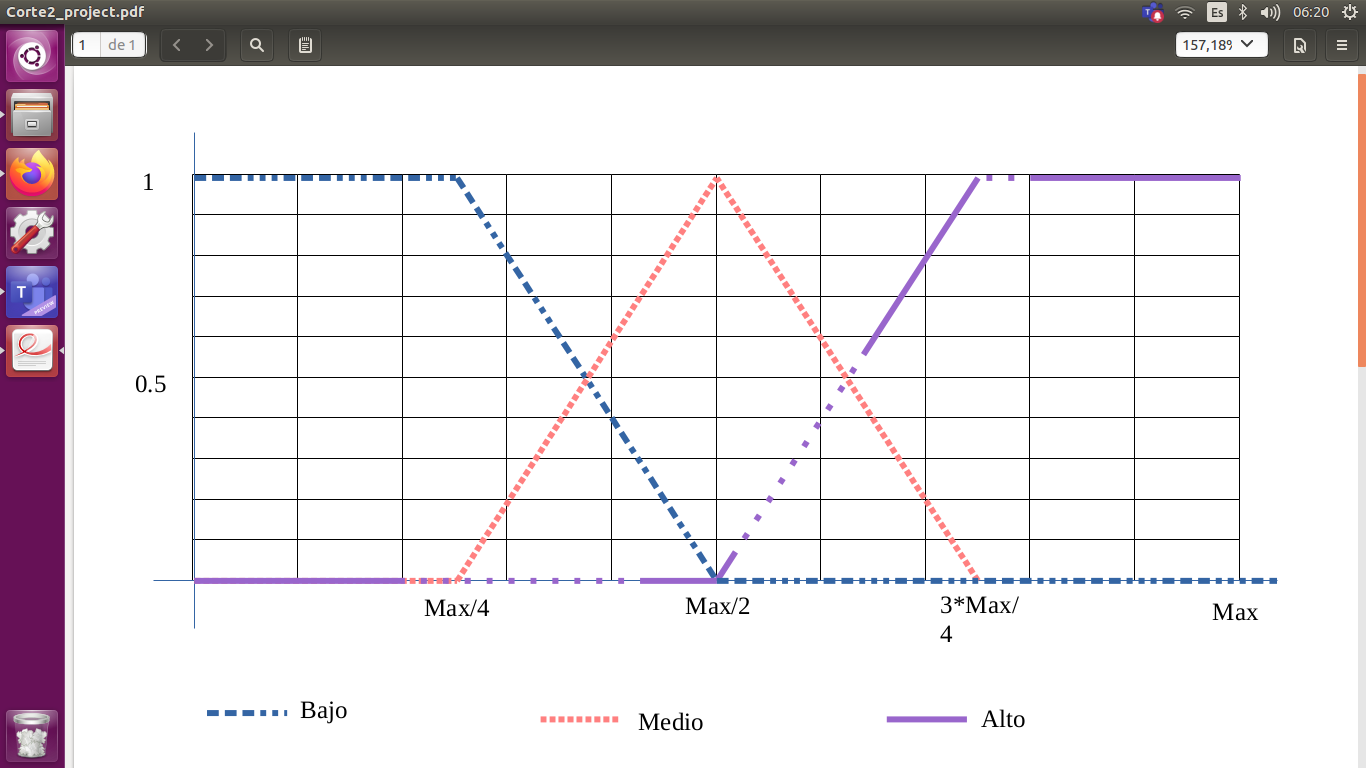 Corte2_project.pdf
Es
06:20
1
de 1
157,18%
1
0.5
Max/4
Max/2
3*Max/
4
Max
Bajo
Medio
Alto
T
PREVIEW